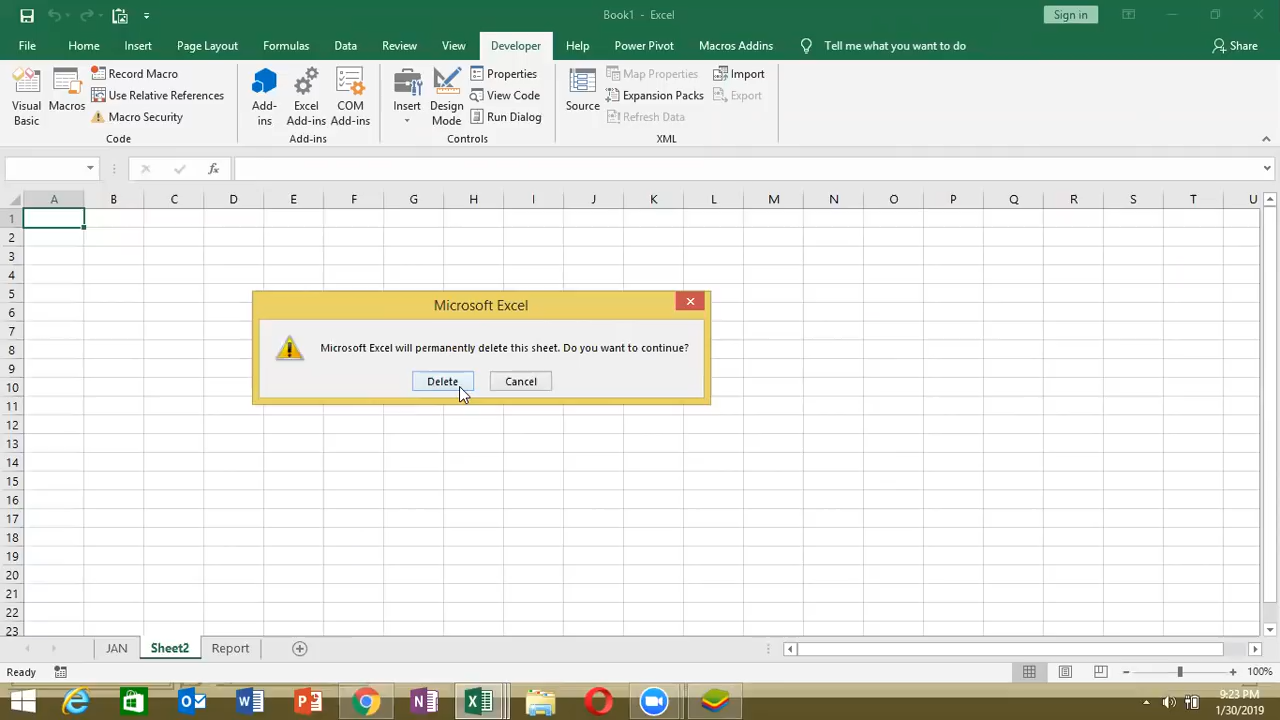 Book1 - Excel
Sign in
File Home Insert Page Layout Formulas Data Review View Developer Help Power Pivot Macros Addins Tell me what you want to do Share
Visual Basic
Macros
Record Macro
Use Relative References
Macro Security
Code
Add-ins
Excel Add-ins
COM Add-ins
Add-ins
Insert
Design Mode
Properties
View Code
Run Dialog
Controls
Source
Map Properties
Expansion Packs
Refresh Data
Import
Export
XML
fx
A B C D E F G H I J K L M N O P Q R S T U
1
2
3
4
5
6
7
8
9
10
11
12
13
14
15
16
17
18
19
20
21
22
23
Microsoft Excel
Microsoft Excel will permanently delete this sheet. Do you want to continue?
Delete Cancel
JAN Sheet2 Report
Ready
100%
9:23 PM
1/30/2019